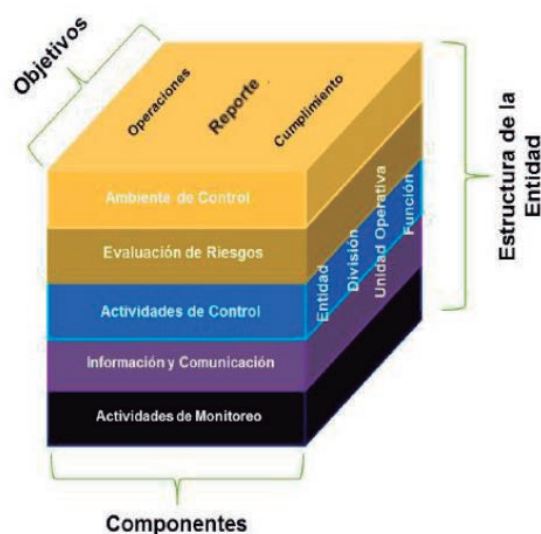 Objetivos
Operaciones
Reporte
Cumplimiento
Ambiente de Control
Evaluación de Riesgos
Actividades de Control
Información y Comunicación
Actividades de Monitoreo
Entidad
División
Unidad Operativa
Función
Estructura de la
Entidad
Componentes